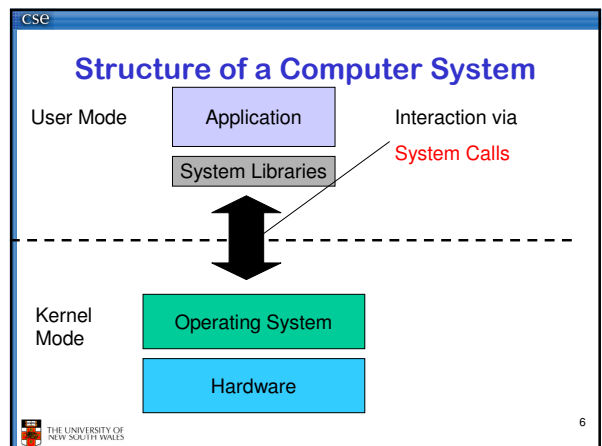 cse
Structure of a Computer System
User Mode
Application
Interaction via
System Calls
System Libraries
Kernel
Mode
Operating System
Hardware
THE UNIVERSITY OF
NEW SOUTH WALES
6